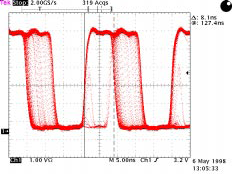 Tek Stop: 2.00GS/s 319 Acqs
Δ: 8.1ns
@: 127.4ns
1→
Ch1 1.00 VΩ M 5.00ns Ch1 ∫ 3.2 V
6 May 1998
13:05:33